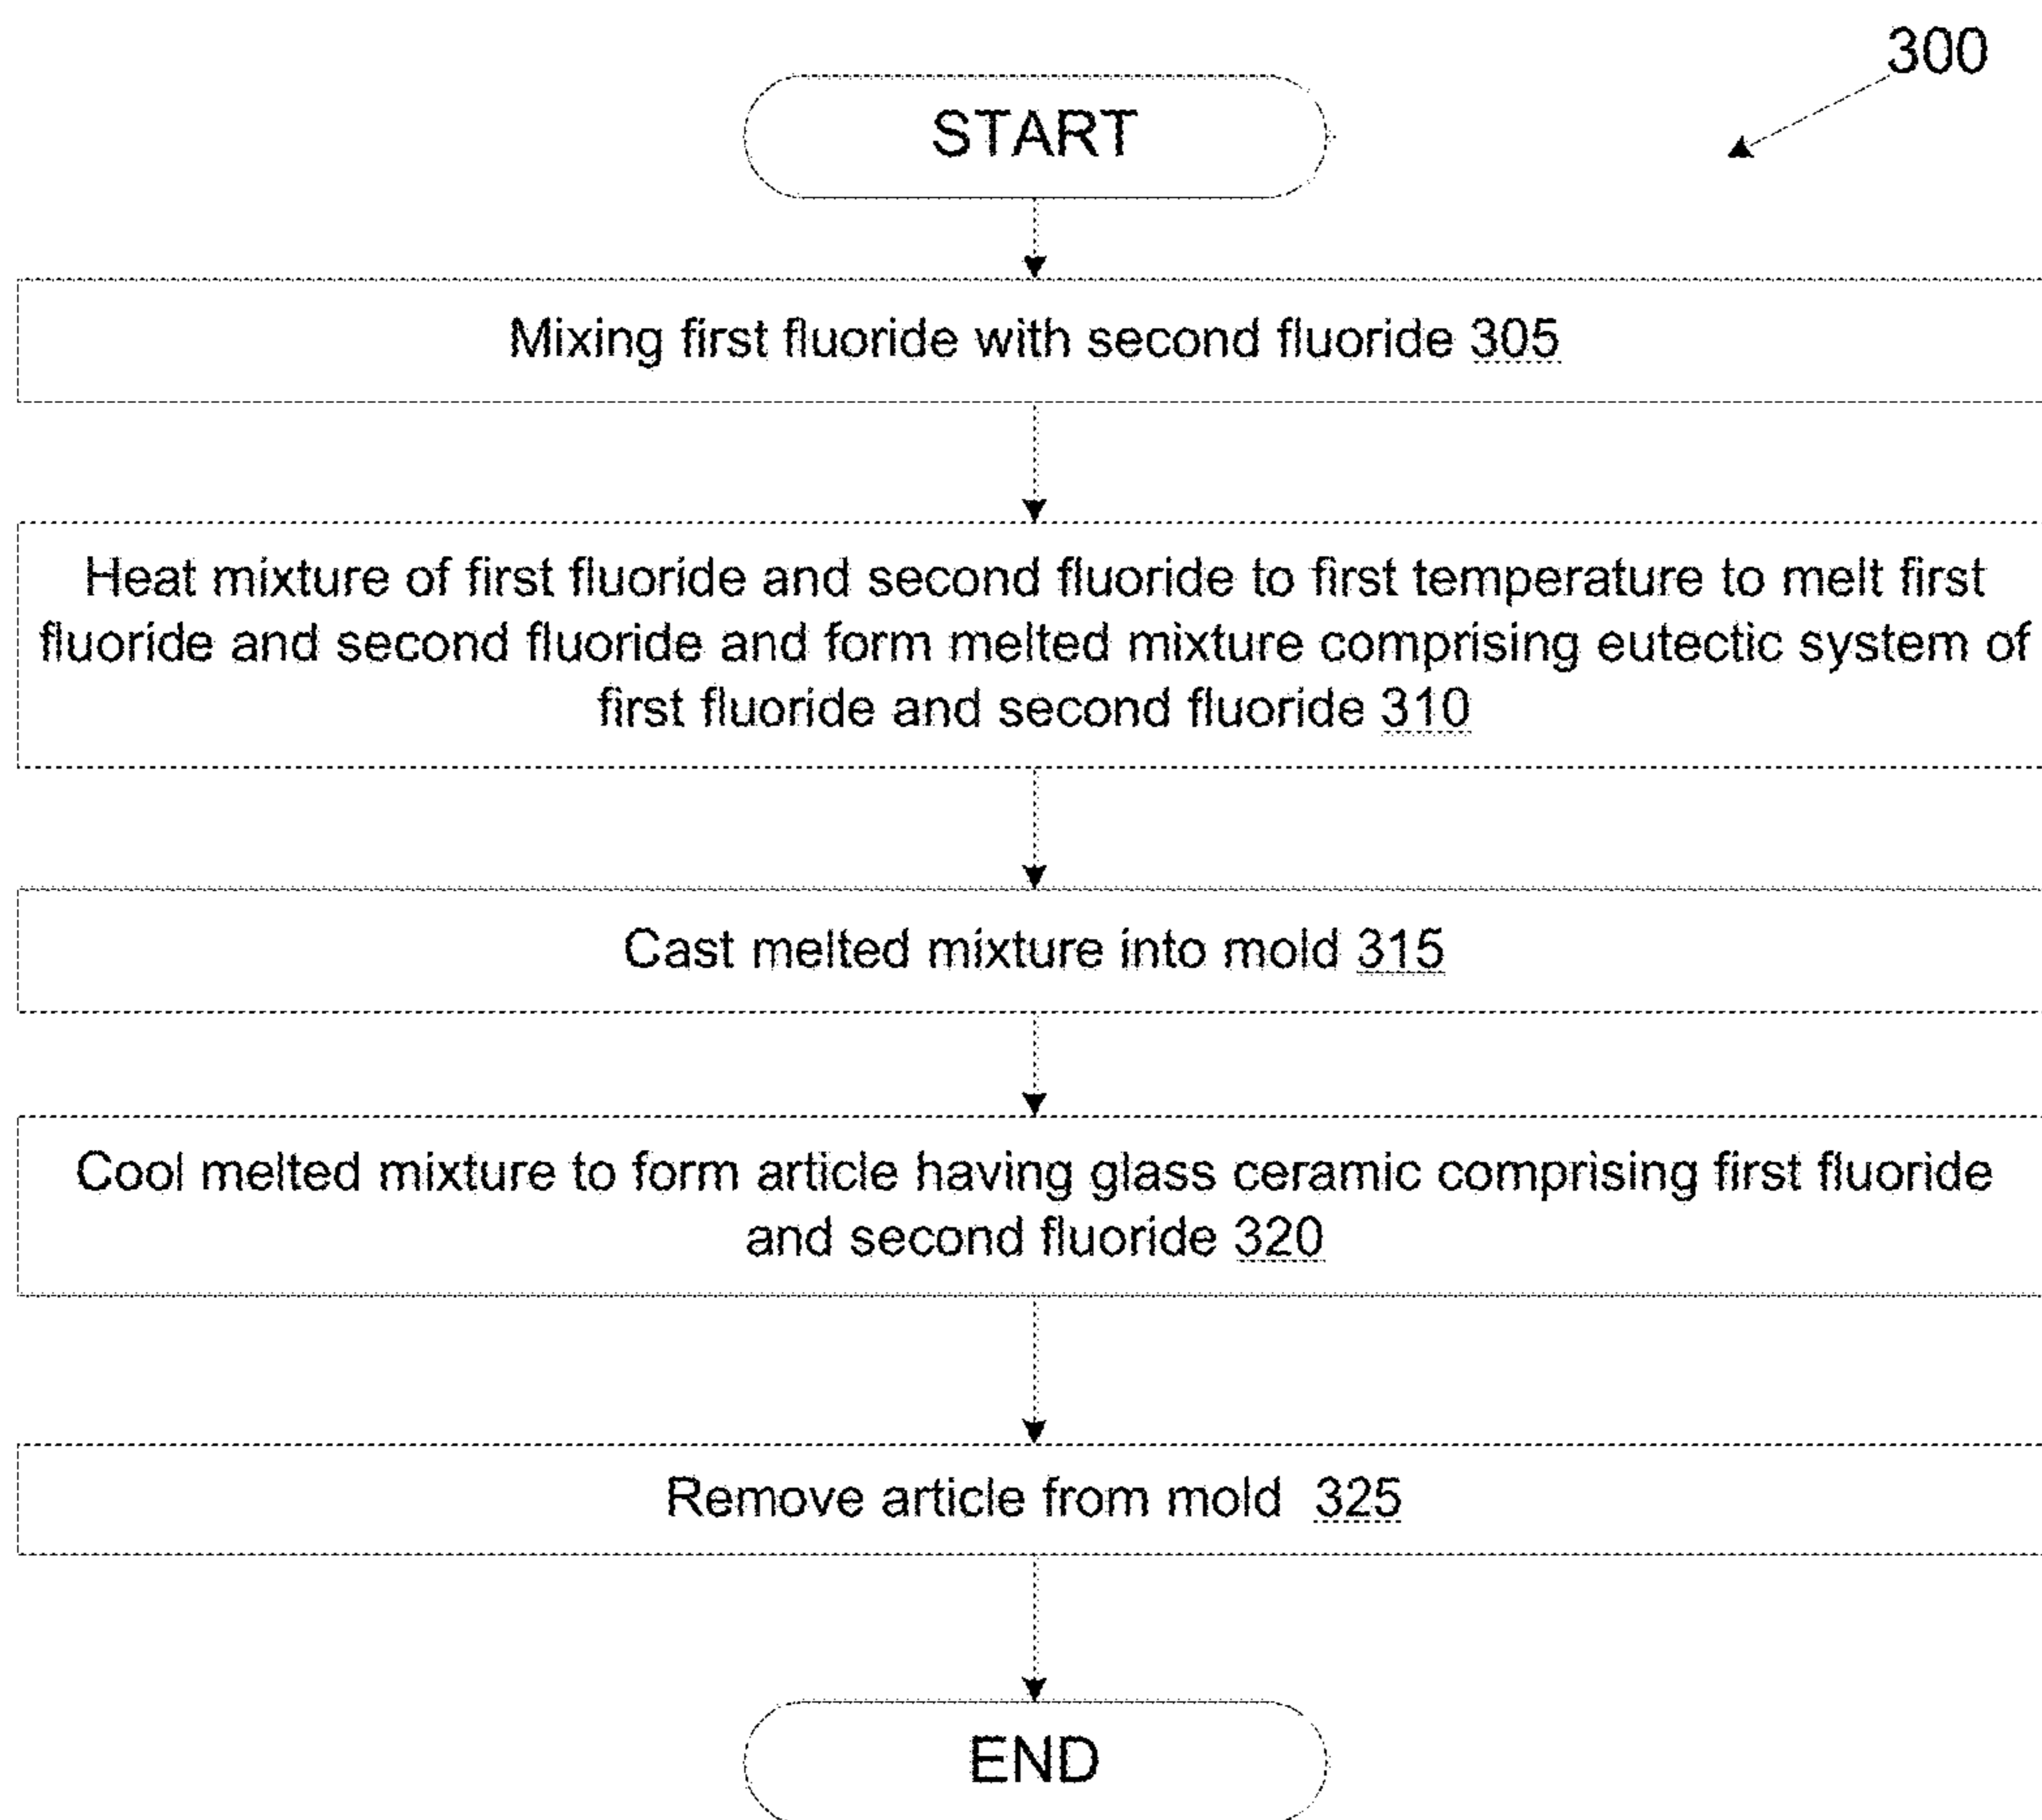 300
START
Mixing first fluoride with second fluoride 305
Heat mixture of first fluoride and second fluoride to first temperature to melt first
fluoride and second fluoride and form melted mixture comprising eutectic system of
first fluoride and second fluoride 310
Cast melted mixture into mold 315
Cool melted mixture to form article having glass ceramic comprising first fluoride
and second fluoride 320
Remove article from mold 325
END